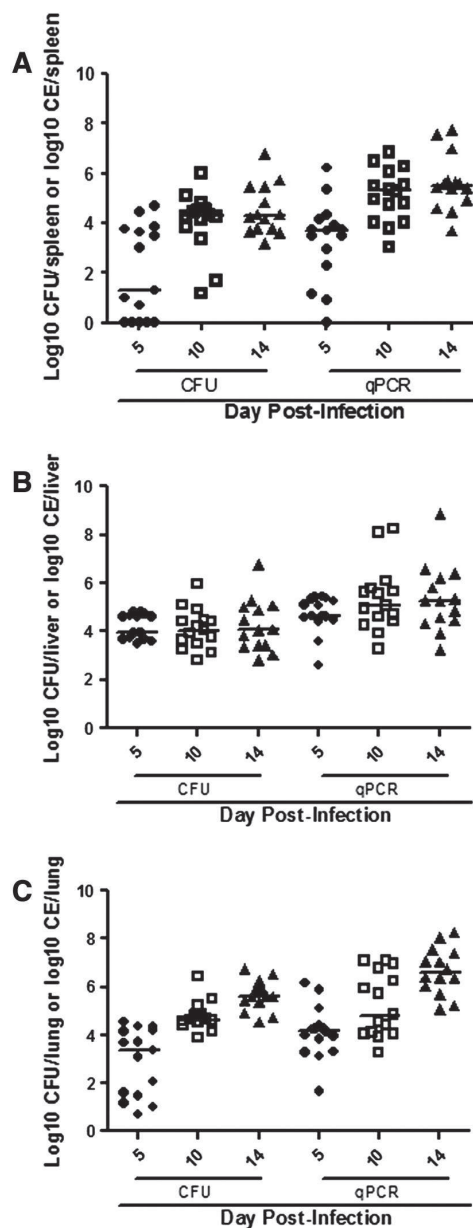 A
Log10 CFU/spleen or log10 CE/spleen
10
8
6
4
2
0
5 10 14 5 10 14
CFU qPCR
Day Post-Infection
B
Log10 CFU/liver or log10 CE/liver
10
8
6
4
2
0
5 10 14 5 10 14
CFU qPCR
Day Post-Infection
C
Log10 CFU/lung or log10 CE/lung
10
8
6
4
2
0
5 10 14 5 10 14
CFU qPCR
Day Post-Infection